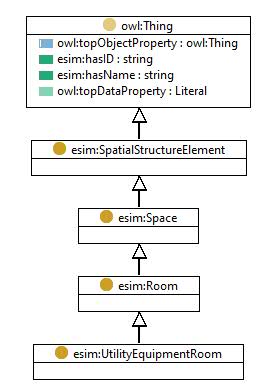 owl:Thing
owl:topObjectProperty : owl:Thing
esim:hasID : string
esim:hasName : string
owl:topDataProperty : Literal
esim:SpatialStructureElement
esim:Space
esim:Room
esim:UtilityEquipmentRoom